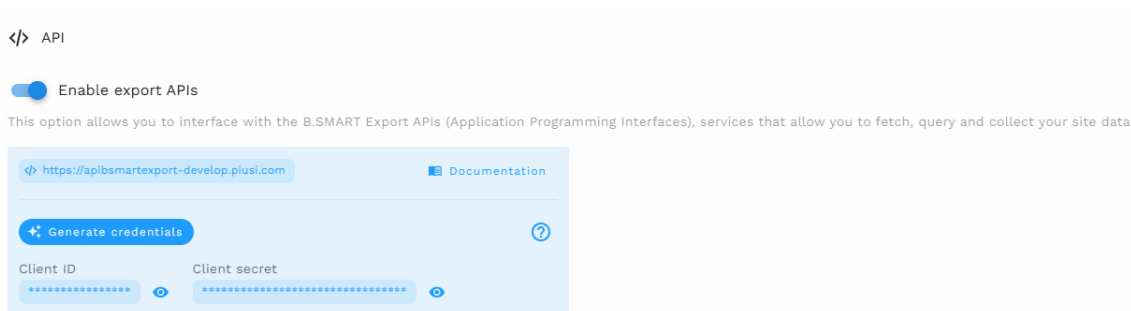 </> API
Enable export APIs
This option allows you to interface with the B.SMART Export APIs (Application Programming Interfaces), services that allow you to fetch, query and collect your site data
</> https://apibsmartexport-develop.piusi.com
Documentation
Generate credentials
?
Client ID Client secret
**************** ********************************